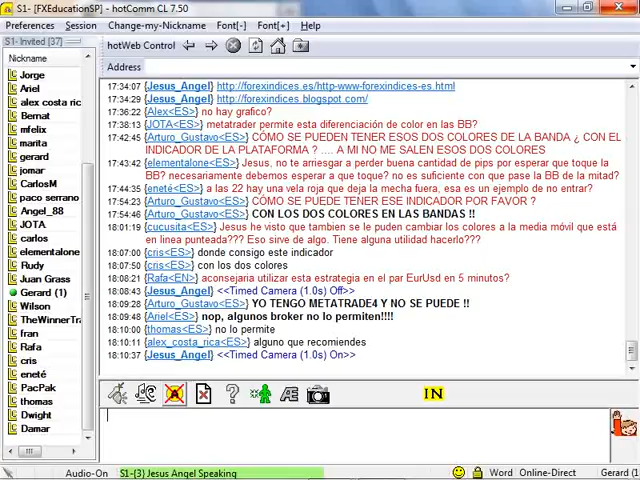 S1- [FXEducationSP] - hotComm CL 7.50
Preferences Session Change-my-Nickname Font[-] Font[+] Help
S1- Invited [37]
Nickname
Jorge
Ariel
alex costa ric
Bernat
mfelix
marita
gerard
jomar
CarlosM
paco serrano
Angel_88
JOTA
carlos
elementalone
Rudy
Juan Grass
Gerard (1)
Wilson
TheWinnerTra
fran
Rafa
cris
eneté
PacPak
thomas
Dwight
Damar
hotWeb Control
Address
17:34:07 {Jesus_Angel} http://forexindices.es/http-www-forexindices-es.html
17:34:29 {Jesus_Angel} http://forexindices.blogspot.com/
17:36:22 {Alex<ES>} no hay grafico?
17:38:13 {JOTA<ES>} metatrader permite esta diferenciación de color en las BB?
17:42:45 {Arturo_Gustavo<ES>} CÓMO SE PUEDEN TENER ESOS DOS COLORES DE LA BANDA ¿ CON EL
INDICADOR DE LA PLATAFORMA ? .... A MI NO ME SALEN ESOS DOS COLORES
17:43:42 {elementalone<ES>} Jesus, no te arriesgar a perder buena cantidad de pips por esperar que toque la
BB? necesariamente debemos esperar a que toque? no es suficiente con que pase la BB de la mitad?
17:44:35 {eneté<ES>} a las 22 hay una vela roja que deja la mecha fuera, esa es un ejemplo de no entrar?
17:54:23 {Arturo_Gustavo<ES>} CÓMO SE PUEDE TENER ESE INDICADOR POR FAVOR ?
17:54:46 {Arturo_Gustavo<ES>} CON LOS DOS COLORES EN LAS BANDAS !!
18:01:19 {cucusita<ES>} Jesus he visto que tambien se le puden cambiar los colores a la media móvil que está
en linea punteada??? Eso sirve de algo. Tiene alguna utilidad hacerlo???
18:07:00 {cris<ES>} donde consigo este indicador
18:07:50 {cris<ES>} con los dos colores
18:08:21 {Rafa<EN>} aconsejaria utilizar esta estrategia en el par EurUsd en 5 minutos?
18:08:43 {Jesus_Angel} <<Timed Camera (1.0s) Off>>
18:09:28 {Arturo_Gustavo<ES>} YO TENGO METATRADE4 Y NO SE PUEDE !!
18:09:48 {Ariel<ES>} nop, algunos broker no lo permiten!!!!
18:10:00 {thomas<ES>} no lo permite
18:10:11 {alex_costa_rica<ES>} alguno que recomiendes
18:10:37 {Jesus_Angel} <<Timed Camera (1.0s) On>>
IN
Audio-On S1-(3) Jesus Angel Speaking Word Online-Direct Gerard (1